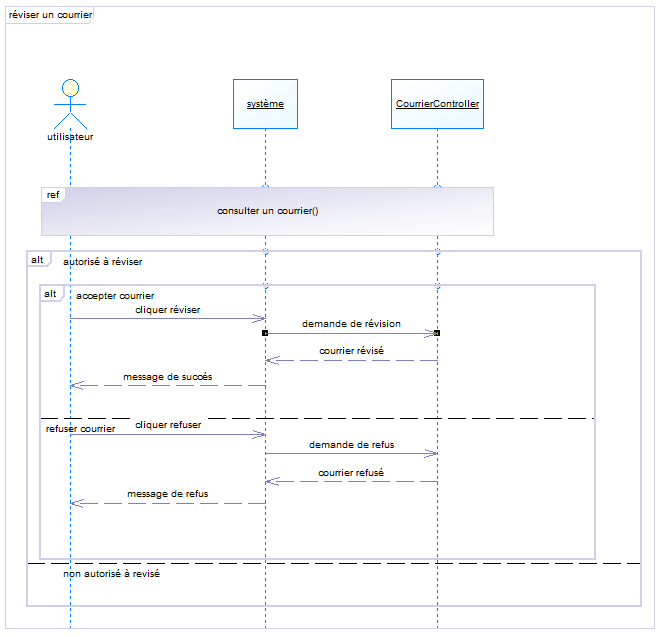 réviser un courrier
utilisateur
système
CourrierController
ref
consulter un courrier()
alt
autorisé à réviser
alt
accepter courrier
cliquer réviser
demande de révision
courrier révisé
message de succés
refuser courrier
cliquer refuser
demande de refus
courrier refusé
message de refus
non autorisé à revisé